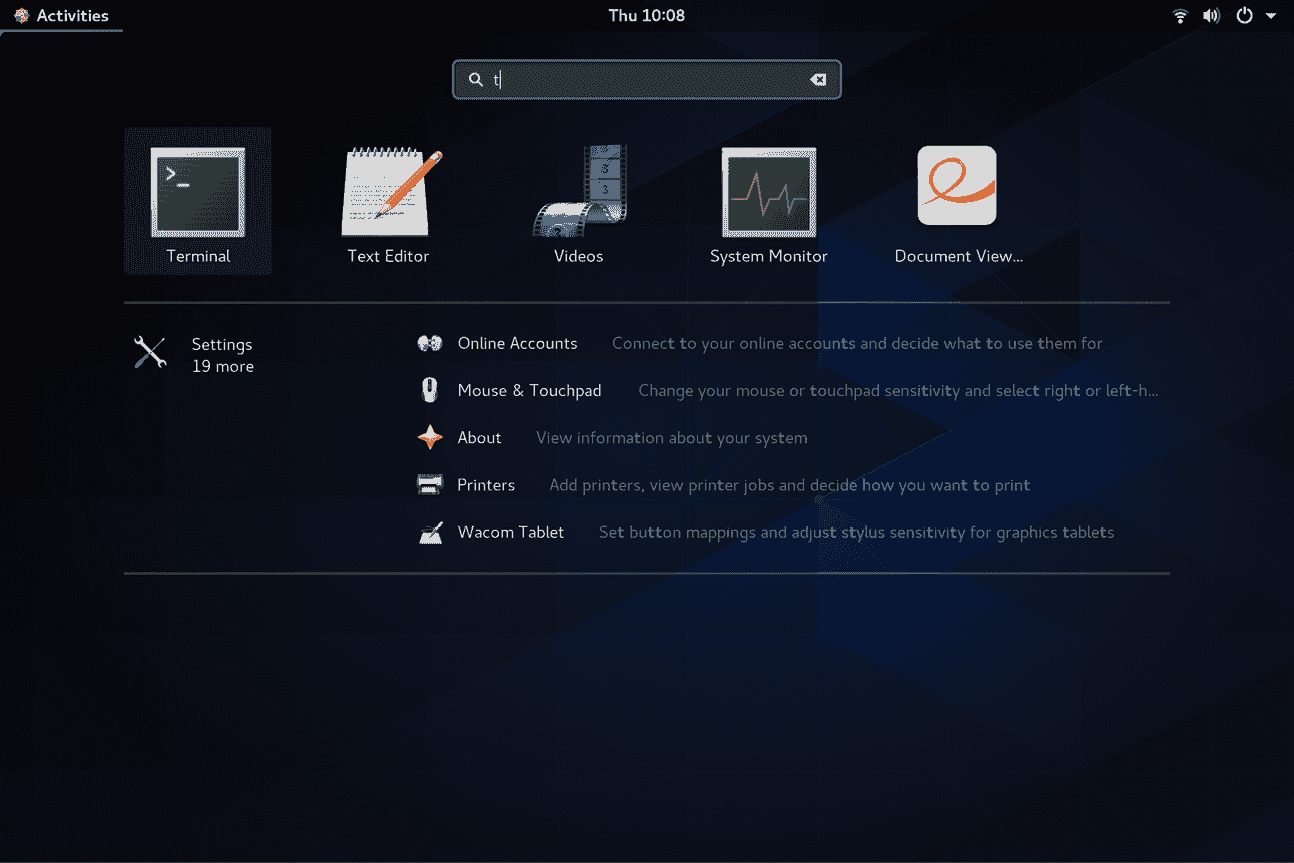 Activities
Thu 10:08
t
Terminal
Text Editor
Videos
System Monitor
Document View...
Settings
19 more
Online Accounts Connect to your online accounts and decide what to use them for
Mouse & Touchpad Change your mouse or touchpad sensitivity and select right or left-h...
About View information about your system
Printers Add printers, view printer jobs and decide how you want to print
Wacom Tablet Set button mappings and adjust stylus sensitivity for graphics tablets